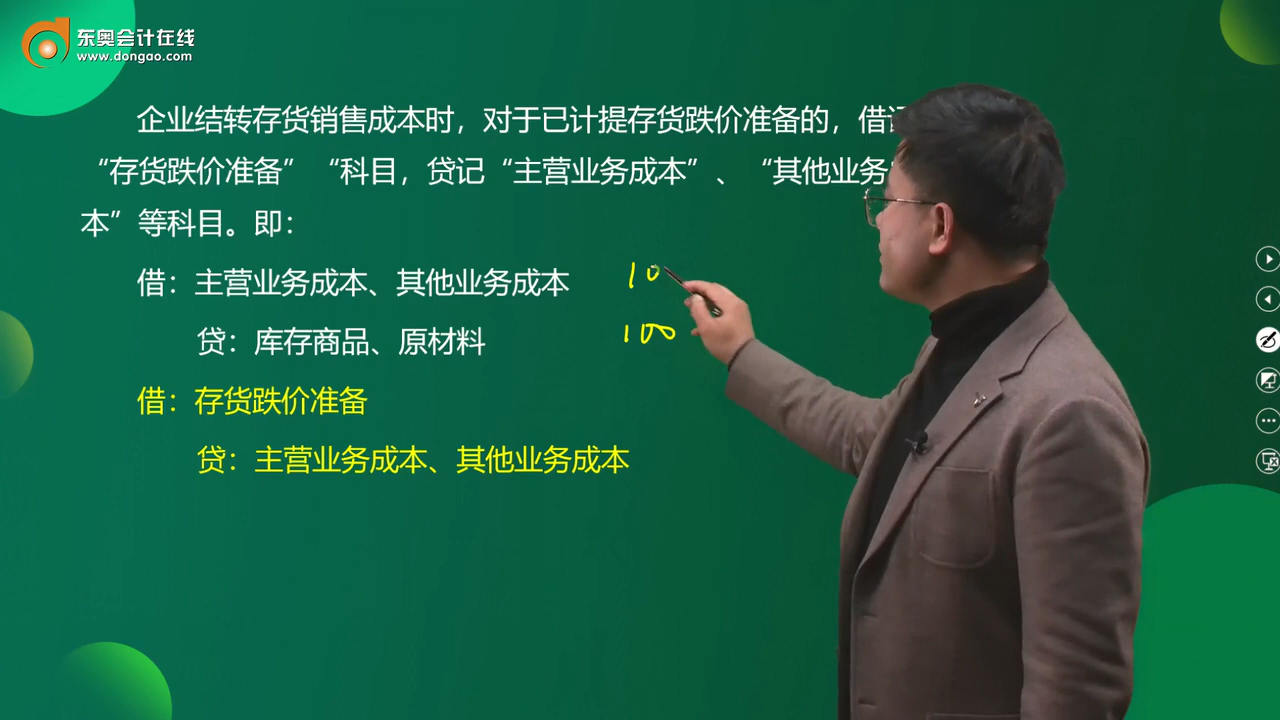 东奥会计在线
www.dongao.com
企业结转存货销售成本时，对于已计提存货跌价准备的，借
“存货跌价准备”“科目，贷记“主营业务成本”、“其他业务
本”等科目。即：
借：主营业务成本、其他业务成本 10
贷：库存商品、原材料 100
借：存货跌价准备
贷：主营业务成本、其他业务成本